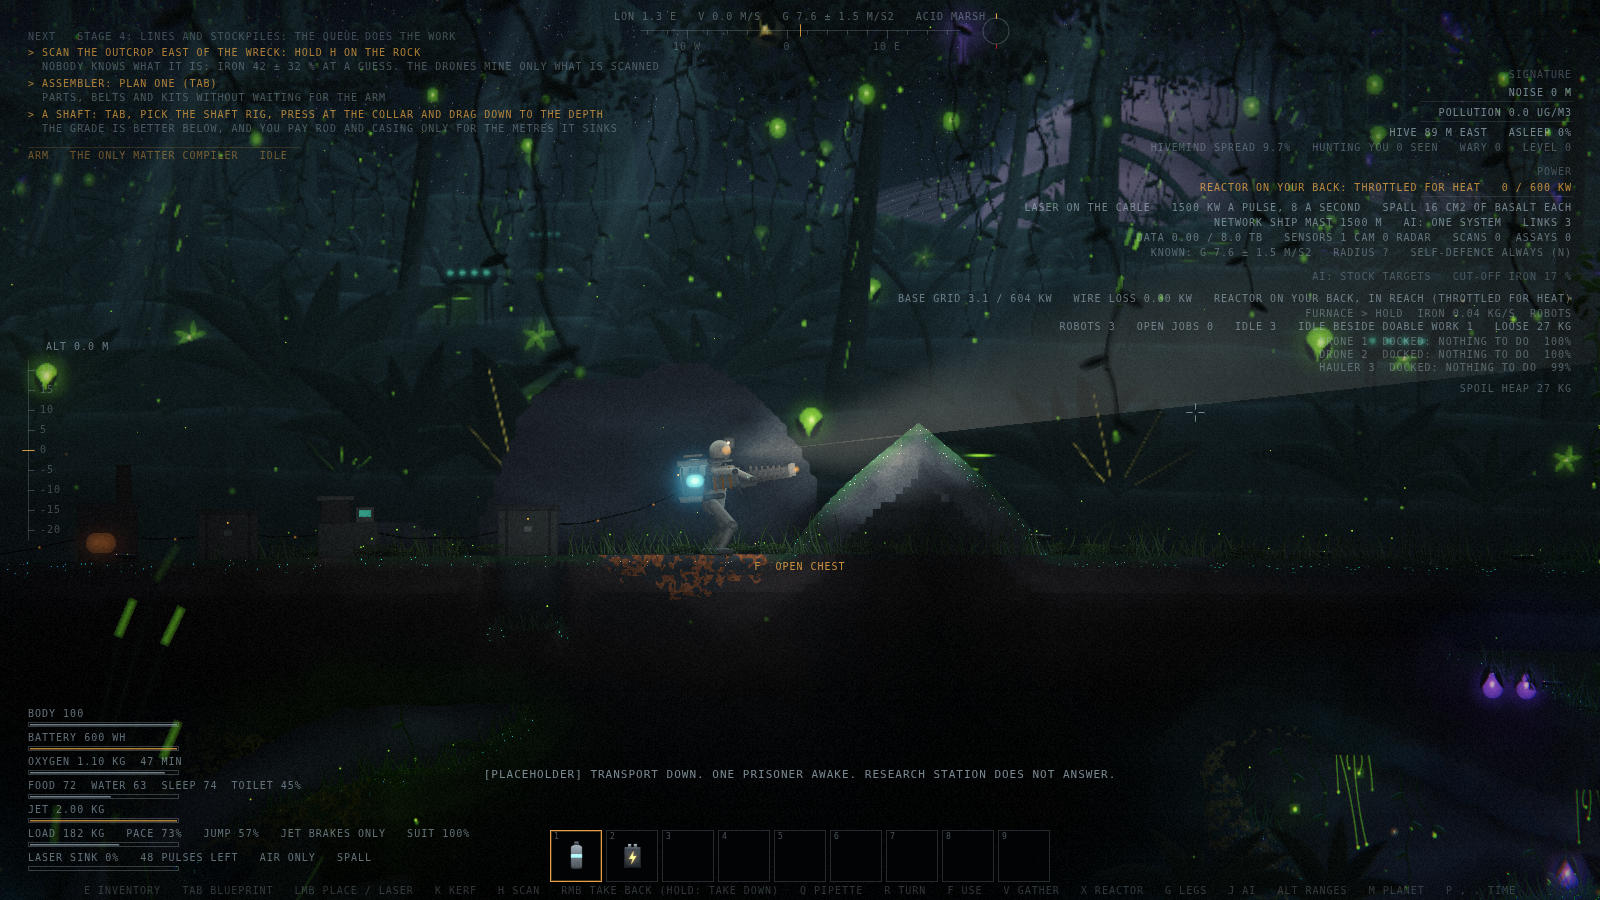 LON 1.3°E   V 0.0 M/S   G 7.6 ± 1.5 M/S2   ACID MARSH
10 W   0   10 E
NEXT   STAGE 4: LINES AND STOCKPILES: THE QUEUE DOES THE WORK
> SCAN THE OUTCROP EAST OF THE WRECK: HOLD H ON THE ROCK
NOBODY KNOWS WHAT IT IS: IRON 42 ± 32 % AT A GUESS. THE DRONES MINE ONLY WHAT IS SCANNED
> ASSEMBLER: PLAN ONE (TAB)
PARTS, BELTS AND KITS WITHOUT WAITING FOR THE ARM
> A SHAFT: TAB, PICK THE SHAFT RIG, PRESS AT THE COLLAR AND DRAG DOWN TO THE DEPTH
THE GRADE IS BETTER BELOW, AND YOU PAY ROD AND CASING ONLY FOR THE METRES IT SINKS
ARM   THE ONLY MATTER COMPILER   IDLE
SIGNATURE
NOISE 0 M
POLLUTION 0.0 UG/M3
HIVE 89 M EAST   ASLEEP 0%
HIVEMIND SPREAD 9.7%   HUNTING YOU 0 SEEN   WARY 0   LEVEL 0
POWER
REACTOR ON YOUR BACK: THROTTLED FOR HEAT   0 / 600 KW
LASER ON THE CABLE   1500 KW A PULSE, 8 A SECOND   SPALL 16 CM2 OF BASALT EACH
NETWORK SHIP MAST 1500 M   AI: ONE SYSTEM   LINKS 3
DATA 0.00 / 8.0 TB   SENSORS 1 CAM 0 RADAR   SCANS 0   ASSAYS 0
KNOWN: G 7.6 ± 1.5 M/S2   RADIUS ?   SELF-DEFENCE ALWAYS (N)
AI: STOCK TARGETS   CUT-OFF IRON 17 %
BASE GRID 3.1 / 604 KW   WIRE LOSS 0.00 KW   REACTOR ON YOUR BACK, IN REACH (THROTTLED FOR HEAT)
FURNACE > HOLD  IRON 0.04 KG/S  ROBOTS
ROBOTS 3   OPEN JOBS 0   IDLE 3   IDLE BESIDE DOABLE WORK 1   LOOSE 27 KG
DRONE 1  DOCKED: NOTHING TO DO  100%
DRONE 2  DOCKED: NOTHING TO DO  100%
HAULER 3  DOCKED: NOTHING TO DO  99%
SPOIL HEAP 27 KG
ALT 0.0 M
15
10
5
0
-5
-10
-15
-20
F   OPEN CHEST
BODY 100
BATTERY 600 WH
OXYGEN 1.10 KG  47 MIN
FOOD 72  WATER 63  SLEEP 74  TOILET 45%
JET 2.00 KG
LOAD 182 KG   PACE 73%   JUMP 57%   JET BRAKES ONLY   SUIT 100%
LASER SINK 0%   48 PULSES LEFT   AIR ONLY   SPALL
[PLACEHOLDER] TRANSPORT DOWN. ONE PRISONER AWAKE. RESEARCH STATION DOES NOT ANSWER.
1 2 3 4 5 6 7 8 9
E INVENTORY   TAB BLUEPRINT   LMB PLACE / LASER   K KERF   H SCAN   RMB TAKE BACK (HOLD: TAKE DOWN)   Q PIPETTE   R TURN   F USE   V GATHER   X REACTOR   G LEGS   J AI   ALT RANGES   M PLANET   P , . TIME